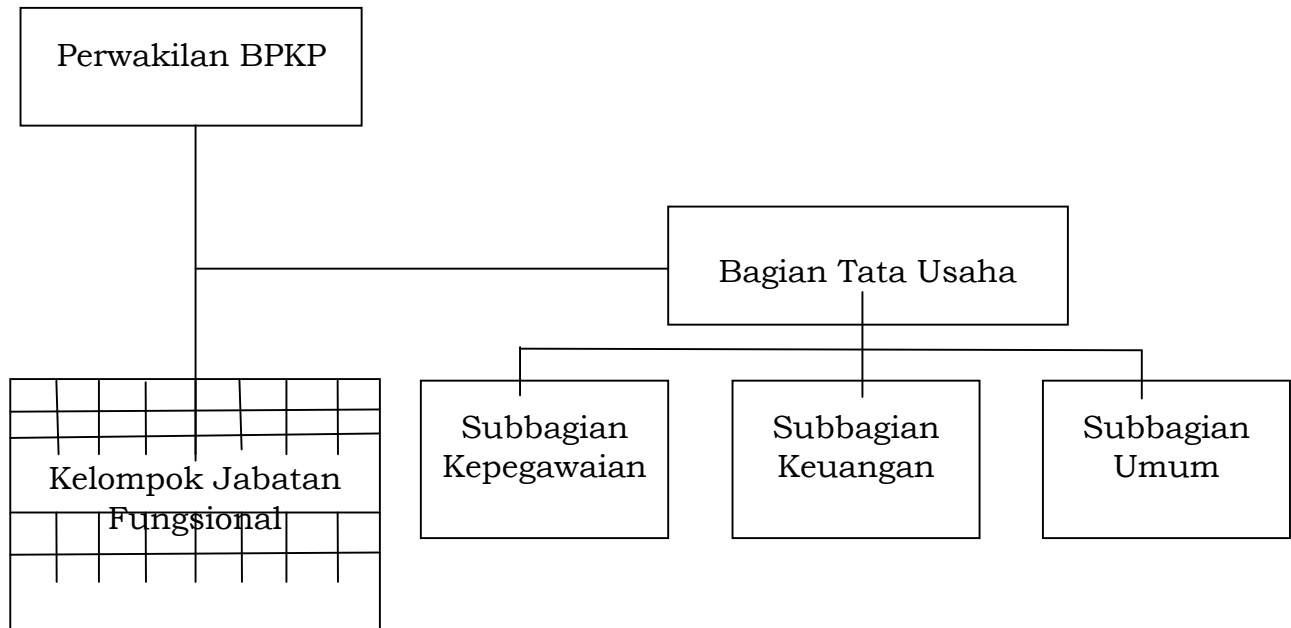 Perwakilan BPKP
Bagian Tata Usaha
Kelompok Jabatan
Fungsional
Subbagian
Kepegawaian
Subbagian
Keuangan
Subbagian
Umum